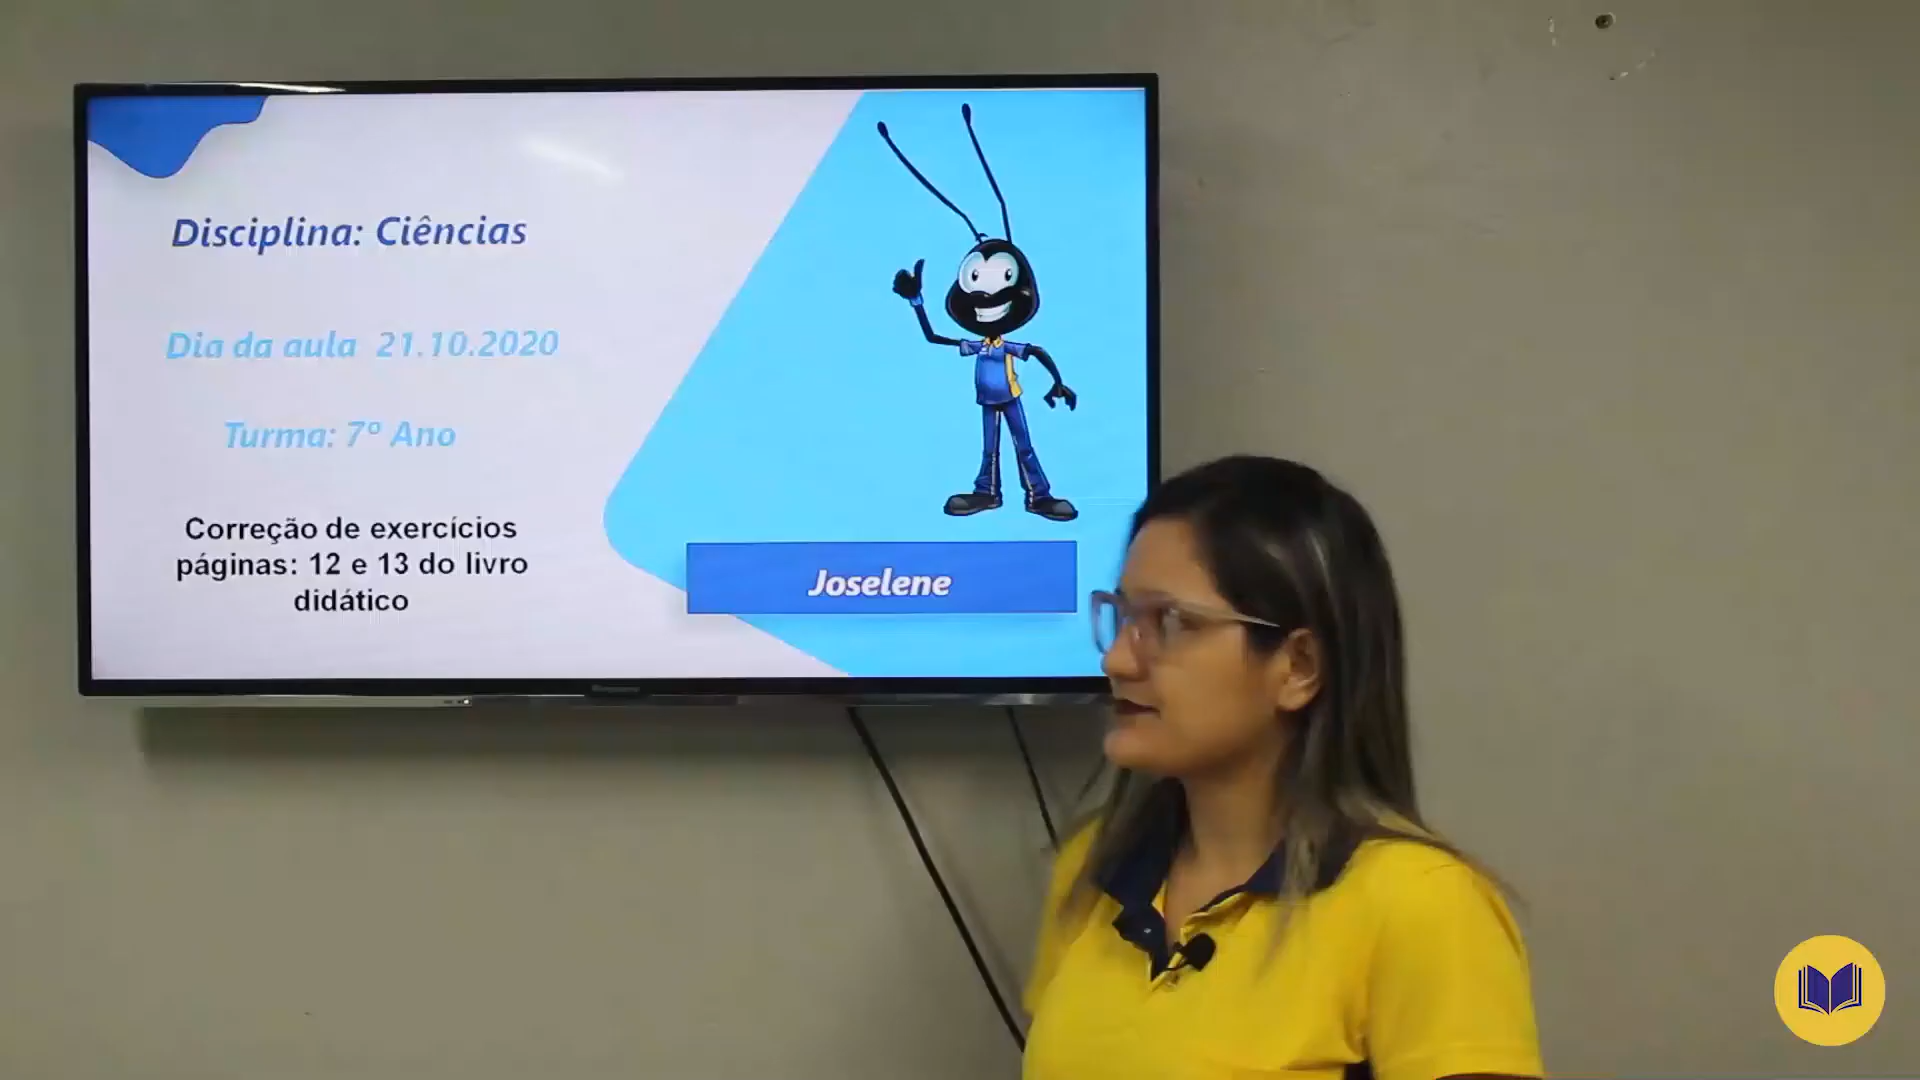 Disciplina: Ciências
Dia da aula 21.10.2020
Turma: 7º Ano
Correção de exercícios
páginas: 12 e 13 do livro
didático
Joselene